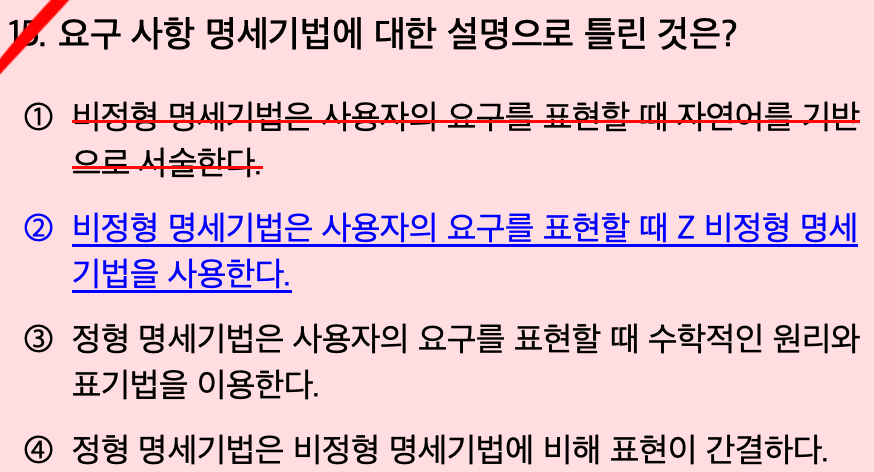 15. 요구 사항 명세기법에 대한 설명으로 틀린 것은?
① 비정형 명세기법은 사용자의 요구를 표현할 때 자연어를 기반
으로 서술한다.
② 비정형 명세기법은 사용자의 요구를 표현할 때 Z 비정형 명세
기법을 사용한다.
③ 정형 명세기법은 사용자의 요구를 표현할 때 수학적인 원리와
표기법을 이용한다.
④ 정형 명세기법은 비정형 명세기법에 비해 표현이 간결하다.